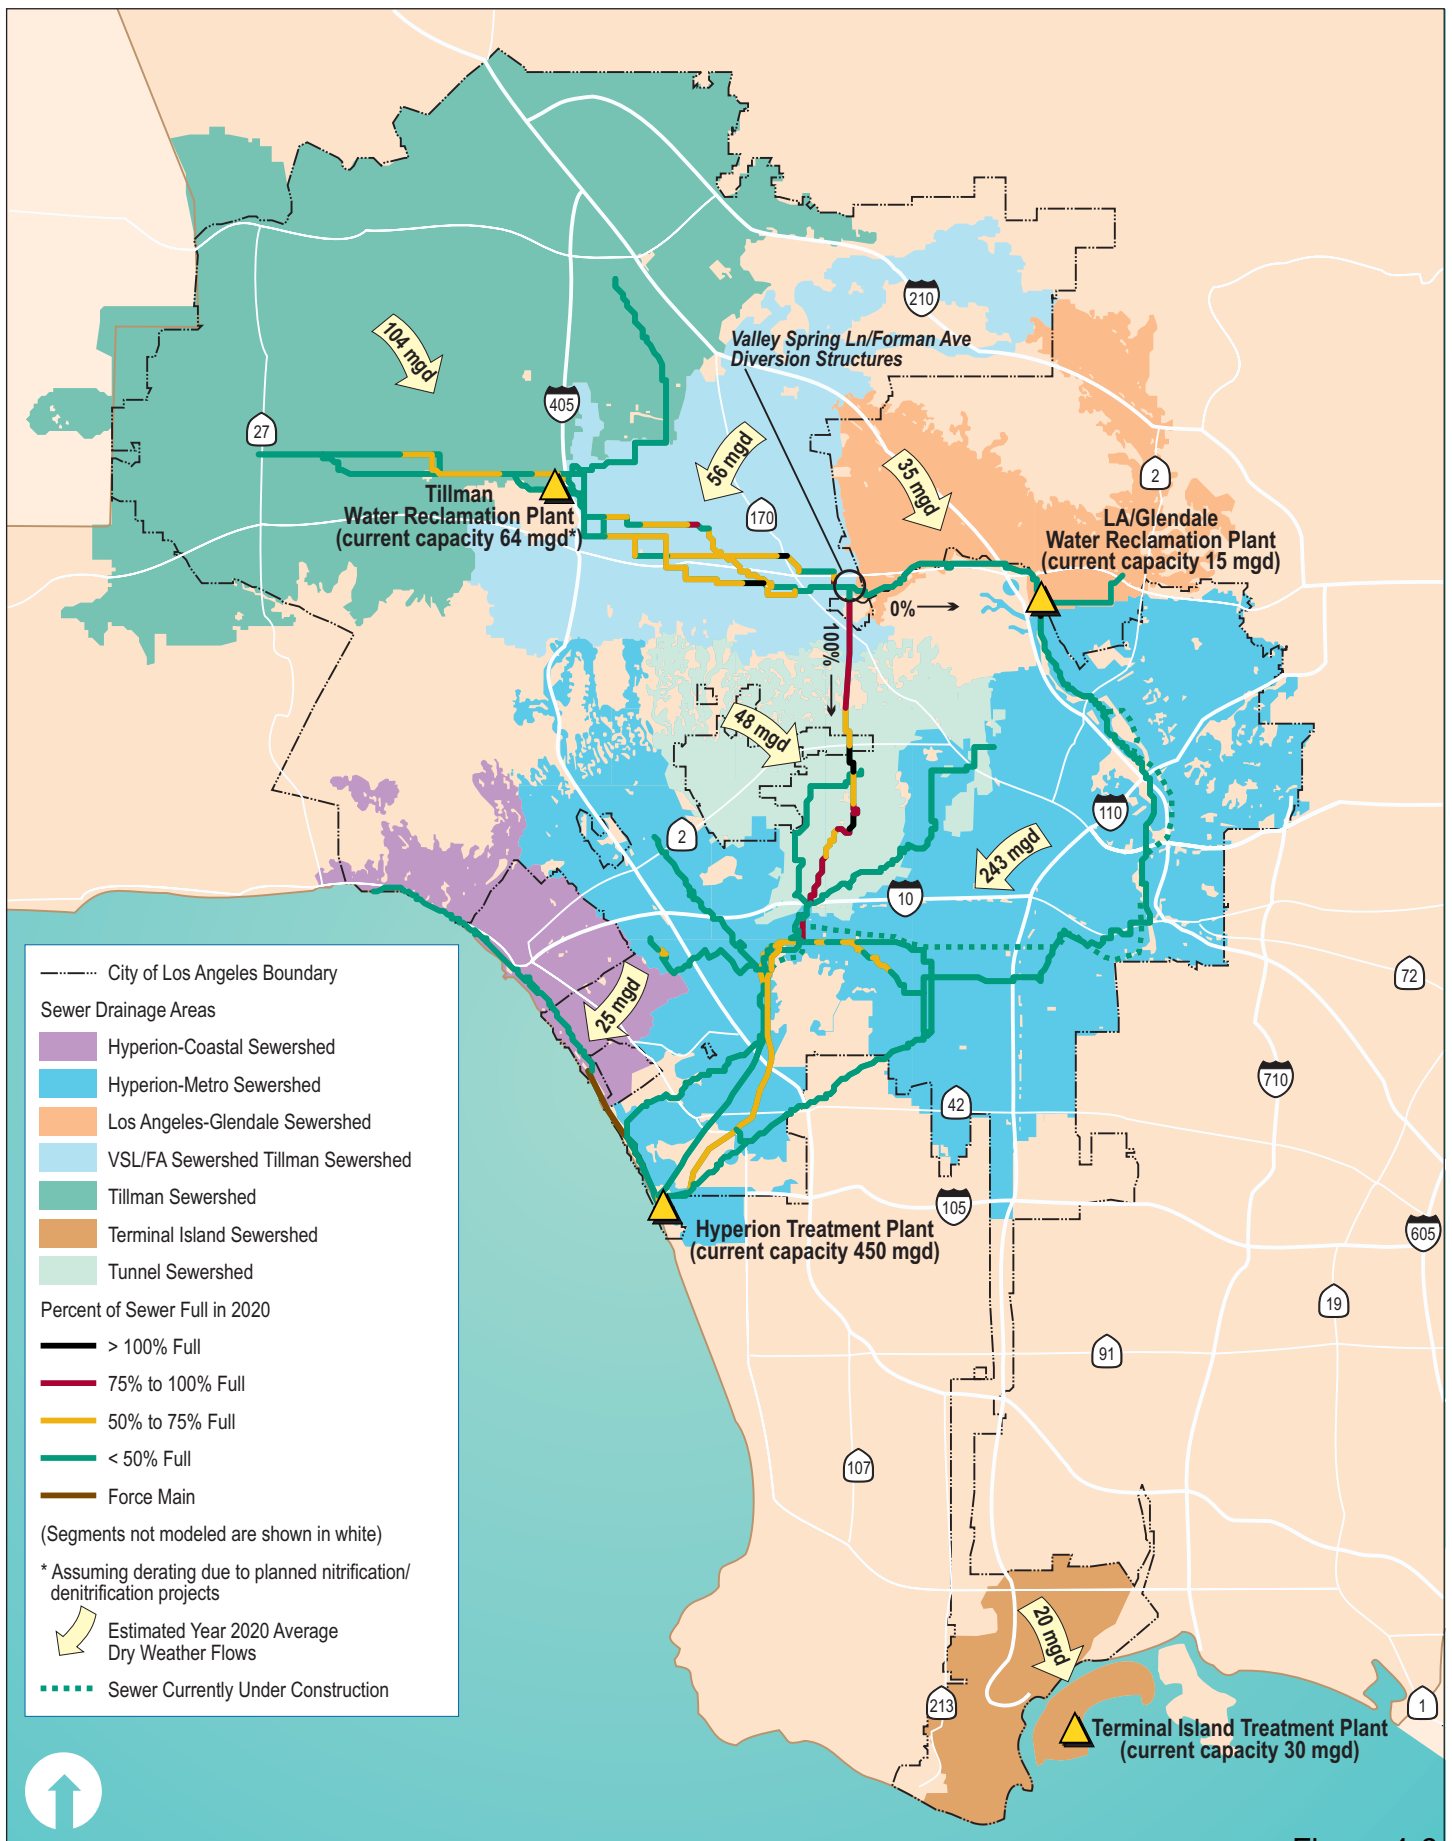 210
Valley Spring Ln/Forman Ave
Diversion Structures
104 mgd
405
27
56 mgd
35 mgd
2
170
Tillman
Water Reclamation Plant
(current capacity 64 mgd*)
LA/Glendale
Water Reclamation Plant
(current capacity 15 mgd)
0%
100%
48 mgd
2
110
243 mgd
10
25 mgd
72
710
42
105
605
Hyperion Treatment Plant
(current capacity 450 mgd)
19
91
107
20 mgd
213
1
Terminal Island Treatment Plant
(current capacity 30 mgd)
City of Los Angeles Boundary
Sewer Drainage Areas
Hyperion-Coastal Sewershed
Hyperion-Metro Sewershed
Los Angeles-Glendale Sewershed
VSL/FA Sewershed Tillman Sewershed
Tillman Sewershed
Terminal Island Sewershed
Tunnel Sewershed
Percent of Sewer Full in 2020
> 100% Full
75% to 100% Full
50% to 75% Full
< 50% Full
Force Main
(Segments not modeled are shown in white)
* Assuming derating due to planned nitrification/
denitrification projects
Estimated Year 2020 Average
Dry Weather Flows
Sewer Currently Under Construction